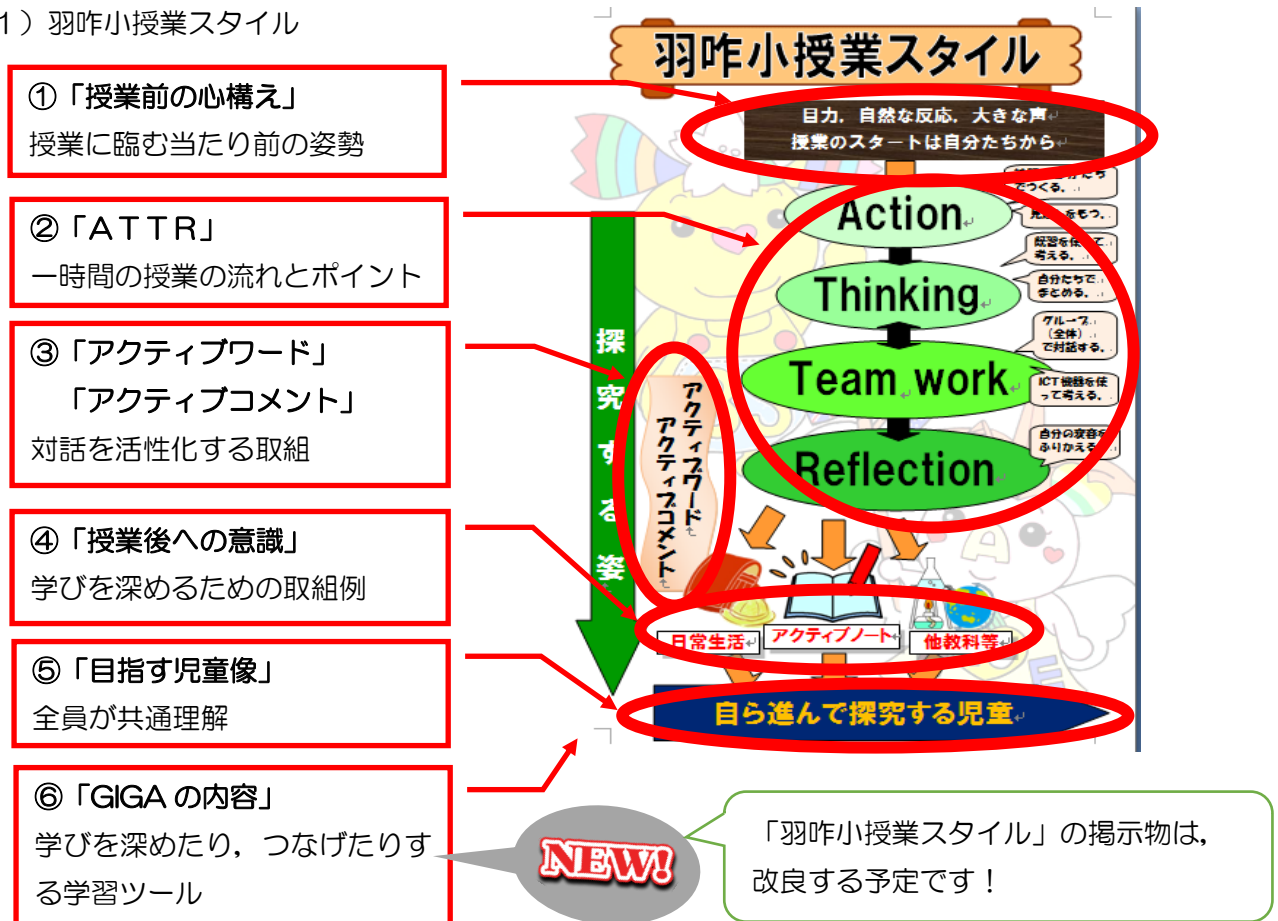 １）羽咋小授業スタイル
①「授業前の心構え」
授業に臨む当たり前の姿勢
②「ＡＴＴＲ」
一時間の授業の流れとポイント
③「アクティブワード」
「アクティブコメント」
対話を活性化する取組
④「授業後への意識」
学びを深めるための取組例
⑤「目指す児童像」
全員が共通理解
⑥「GIGA の内容」
学びを深めたり，つなげたりす
る学習ツール
羽咋小授業スタイル
目力，自然な反応，大きな声
授業のスタートは自分たちから
Action
Thinking
Team work
Reflection
でつくる。
をもつ。
既習を使って
考える。
自分たちで
まとめる。
グループ
（全体）
で対話する。
ICT機器を使
って考える。
自分の変容を
ふりかえる
探究する姿
アクティブワード
アクティブコメント
日常生活
アクティブノート
他教科等
自ら進んで探究する児童
NEW!
「羽咋小授業スタイル」の掲示物は，
改良する予定です！